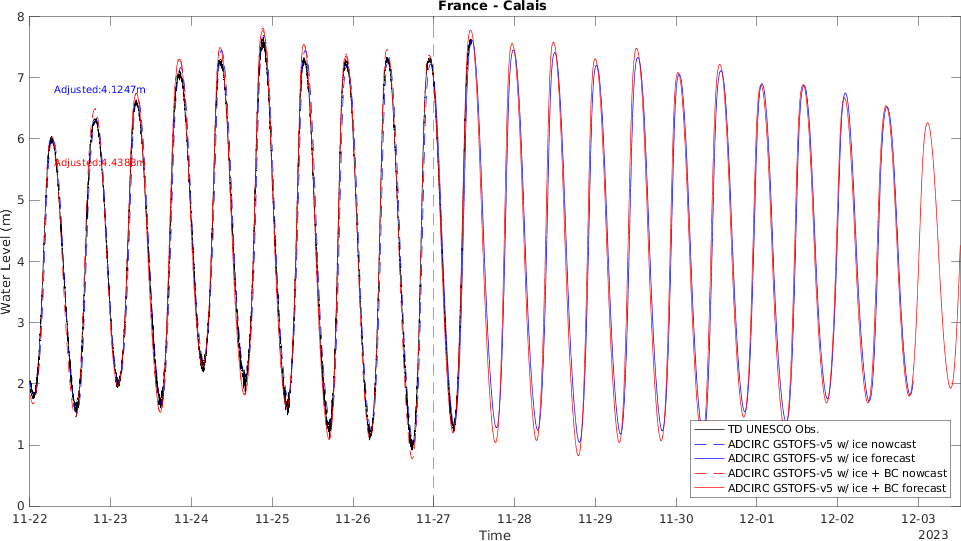 France - Calais
8
7
6
5
4
3
2
1
0
Water Level (m)
Adjusted:4.1247m
Adjusted:4.4388m
TD UNESCO Obs.
ADCIRC GSTOFS-v5 w/ ice nowcast
ADCIRC GSTOFS-v5 w/ ice forecast
ADCIRC GSTOFS-v5 w/ ice + BC nowcast
ADCIRC GSTOFS-v5 w/ ice + BC forecast
11-22 11-23 11-24 11-25 11-26 11-27 11-28 11-29 11-30 12-01 12-02 12-03
Time
2023